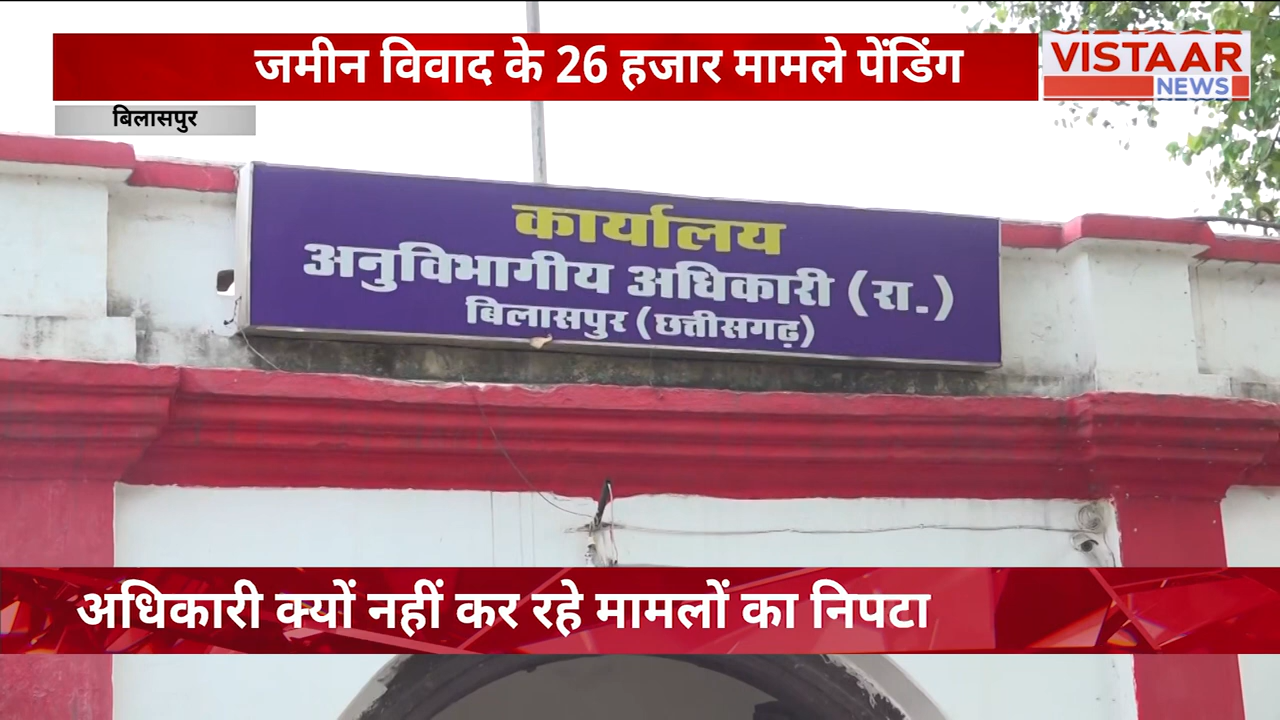 जमीन विवाद के 26 हजार मामले पेंडिंग
VISTAAR
NEWS
बिलासपुर
कार्यालय
अनुविभागीय अधिकारी (रा.)
बिलासपुर (छत्तीसगढ़)
अधिकारी क्यों नहीं कर रहे मामलों का निपटा